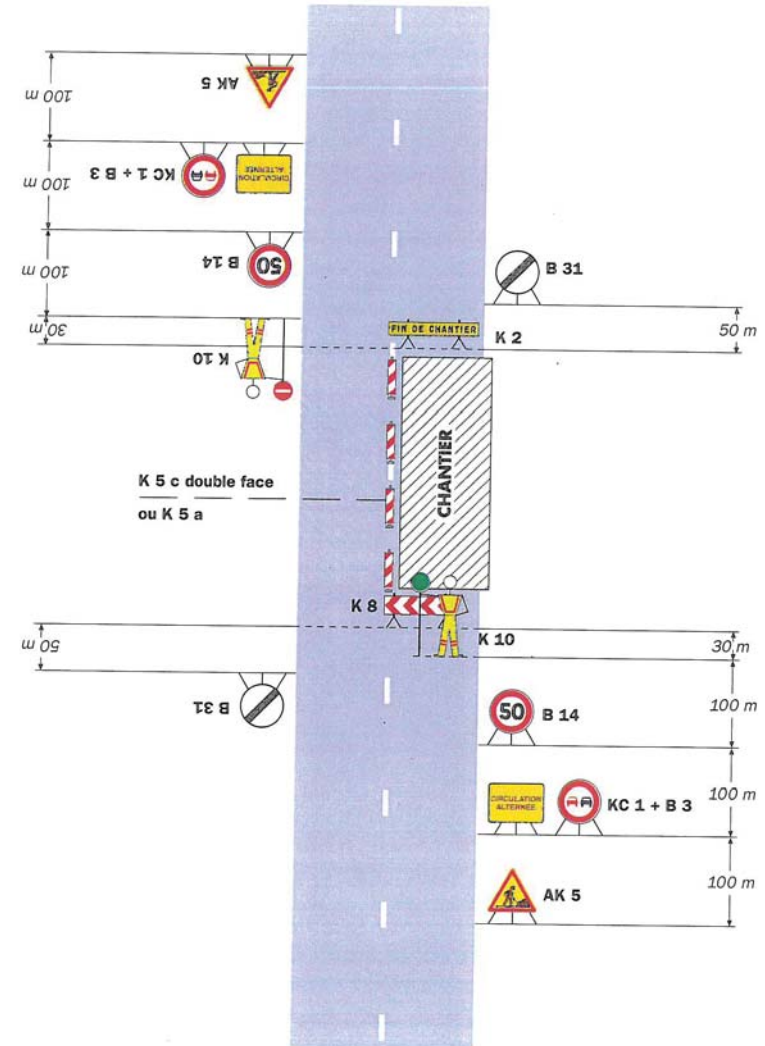 100 m
AK 5
100 m
KC 1 + B 3
CIRCULATION
ALTERNÉE
100 m
B 14
50
30 m
K 10
B 31
50 m
FIN DE CHANTIER
K 2
CHANTIER
K 5 c double face
ou K 5 a
K 8
K 10
30 m
50 m
B 31
50
B 14
100 m
CIRCULATION
ALTERNÉE
KC 1 + B 3
100 m
AK 5
100 m